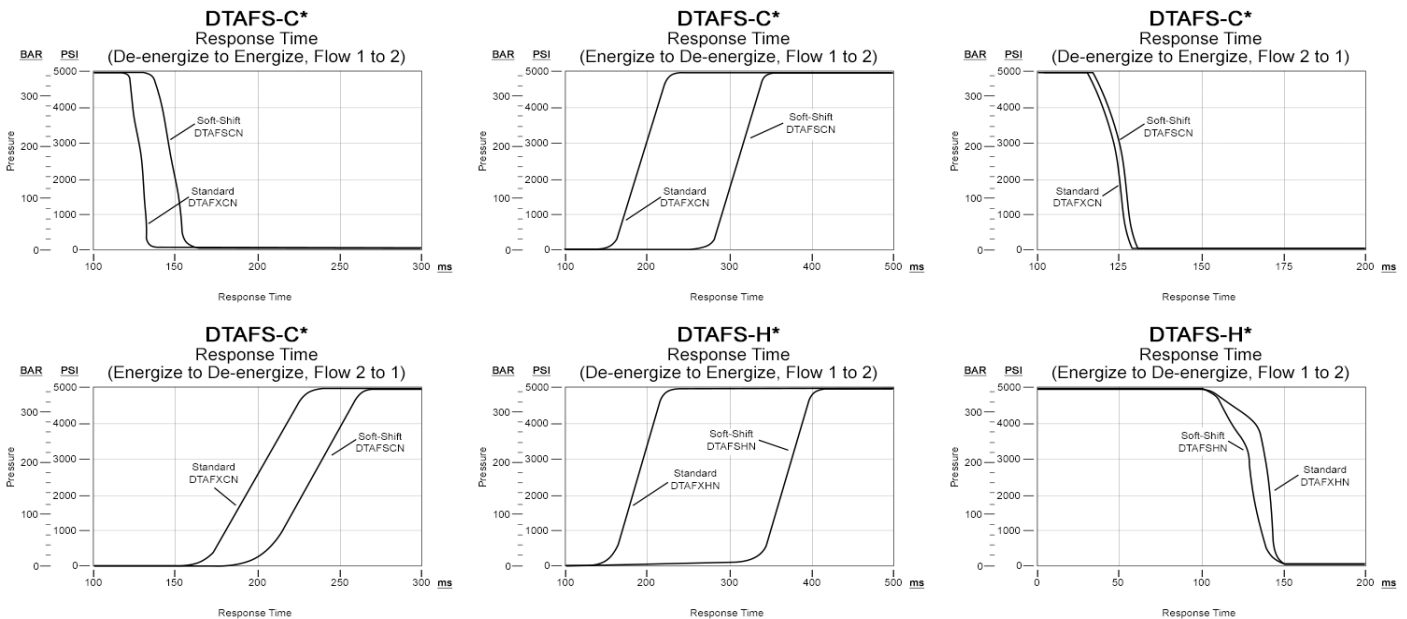 DTAFS-C*
Response Time
(De-energize to Energize, Flow 1 to 2)
BAR PSI
5000
300
4000
3000
200
2000
100
1000
0 0
Pressure
Soft-Shift
DTAFSCN
Standard
DTAFXCN
100 150 200 250 300 ms
Response Time
DTAFS-C*
Response Time
(Energize to De-energize, Flow 1 to 2)
BAR PSI
5000
300
4000
3000
200
2000
100
1000
0 0
Pressure
Soft-Shift
DTAFSCN
Standard
DTAFXCN
100 200 300 400 500 ms
Response Time
DTAFS-C*
Response Time
(De-energize to Energize, Flow 2 to 1)
BAR PSI
5000
300
4000
3000
200
2000
100
1000
0 0
Pressure
Soft-Shift
DTAFSCN
Standard
DTAFXCN
100 125 150 175 200 ms
Response Time
DTAFS-C*
Response Time
(Energize to De-energize, Flow 2 to 1)
BAR PSI
5000
300
4000
3000
200
2000
100
1000
0 0
Pressure
Soft-Shift
DTAFSCN
Standard
DTAFXCN
100 150 200 250 300 ms
Response Time
DTAFS-H*
Response Time
(De-energize to Energize, Flow 1 to 2)
BAR PSI
5000
300
4000
3000
200
2000
100
1000
0 0
Pressure
Soft-Shift
DTAFSHN
Standard
DTAFXHN
100 200 300 400 500 ms
Response Time
DTAFS-H*
Response Time
(Energize to De-energize, Flow 1 to 2)
BAR PSI
5000
300
4000
3000
200
2000
100
1000
0 0
Pressure
Soft-Shift
DTAFSHN
Standard
DTAFXHN
0 50 100 150 200 ms
Response Time